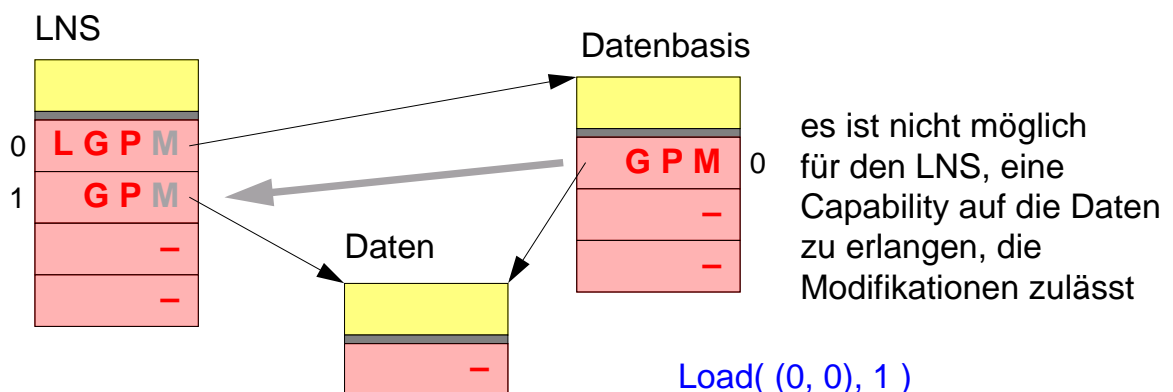 LNS
Datenbasis
0 L G P M
1 G P M
–
–
G P M 0
–
–
es ist nicht möglich
für den LNS, eine
Capability auf die Daten
zu erlangen, die
Modifikationen zulässt
Daten
–
Load( (0, 0), 1 )